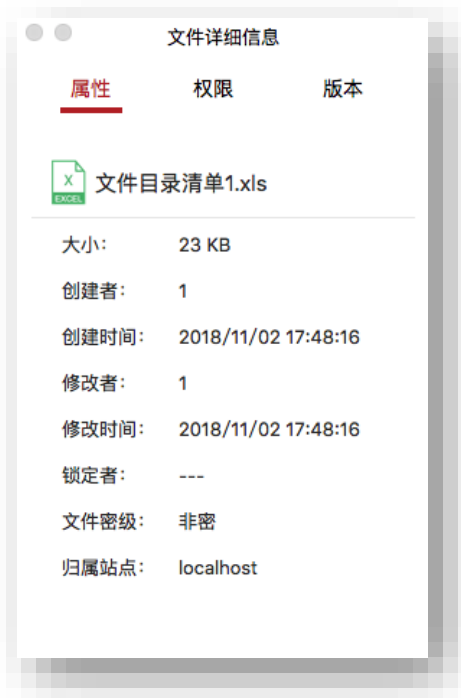 文件详细信息
属性 权限 版本
X
EXCEL
文件目录清单1.xls
大小： 23 KB
创建者： 1
创建时间： 2018/11/02 17:48:16
修改者： 1
修改时间： 2018/11/02 17:48:16
锁定者： ---
文件密级： 非密
归属站点： localhost